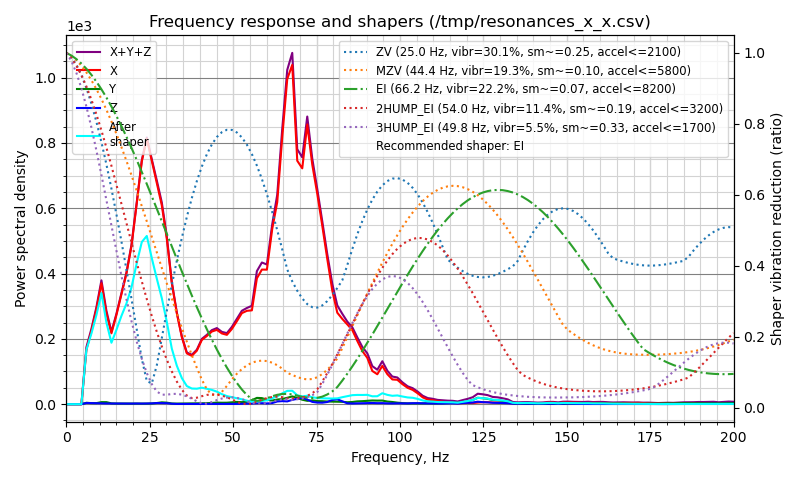 Frequency response and shapers (/tmp/resonances_x_x.csv)
1e3
X+Y+Z
X
Y
Z
After
shaper
ZV (25.0 Hz, vibr=30.1%, sm~=0.25, accel<=2100)
MZV (44.4 Hz, vibr=19.3%, sm~=0.10, accel<=5800)
EI (66.2 Hz, vibr=22.2%, sm~=0.07, accel<=8200)
2HUMP_EI (54.0 Hz, vibr=11.4%, sm~=0.19, accel<=3200)
3HUMP_EI (49.8 Hz, vibr=5.5%, sm~=0.33, accel<=1700)
Recommended shaper: EI
Power spectral density
1.0
0.8
0.6
0.4
0.2
0.0
Shaper vibration reduction (ratio)
1.0
0.8
0.6
0.4
0.2
0.0
0 25 50 75 100 125 150 175 200
Frequency, Hz